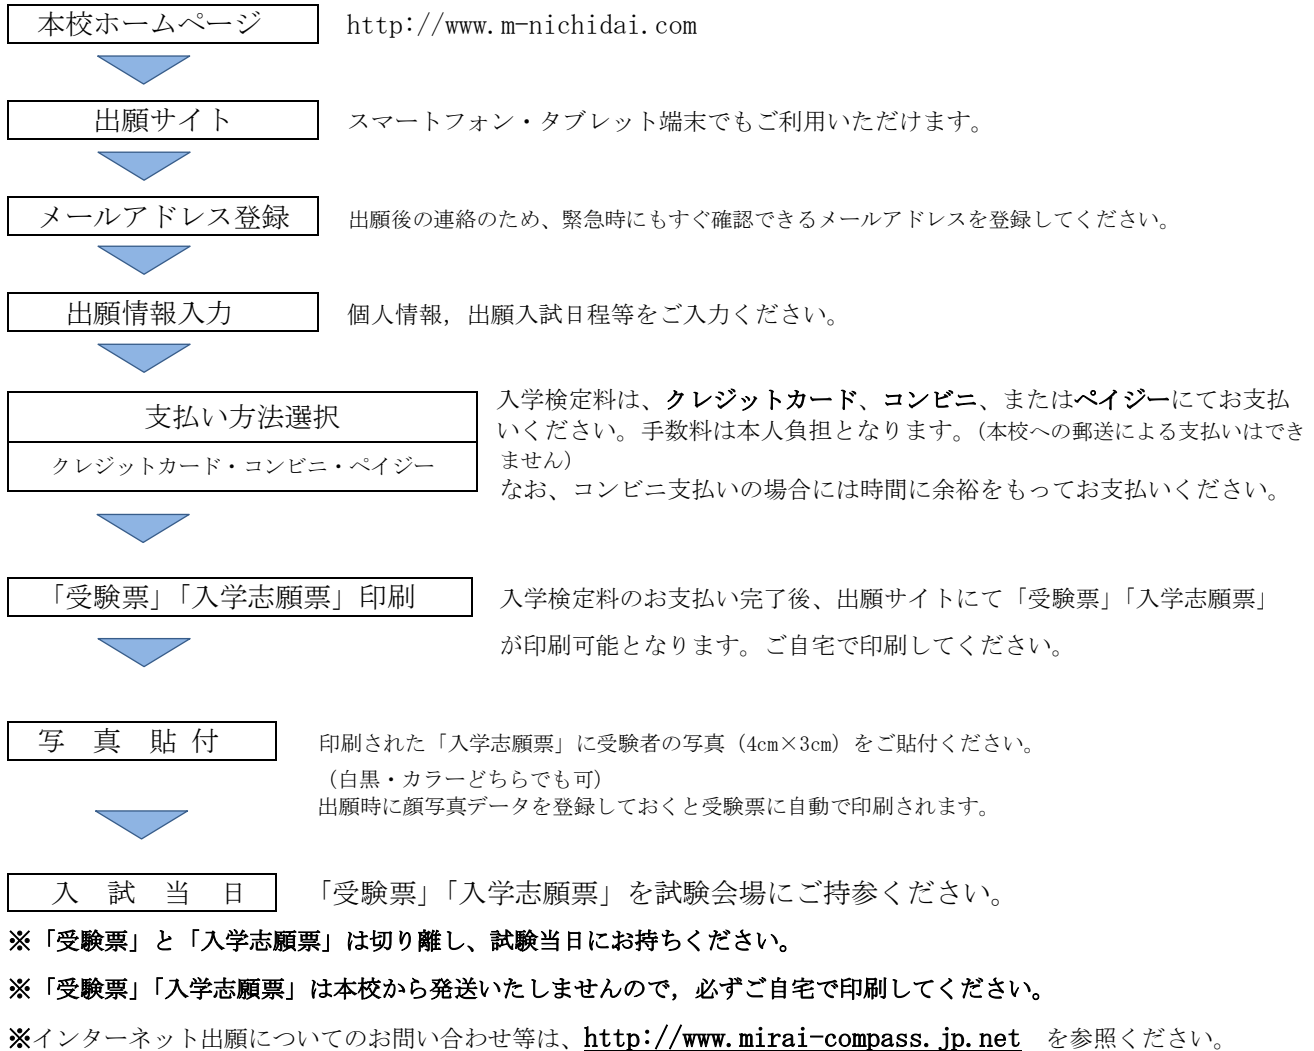 本校ホームページ　http://www.m-nichidai.com
出願サイト　スマートフォン・タブレット端末でもご利用いただけます。
メールアドレス登録　出願後の連絡のため、緊急時にもすぐ確認できるメールアドレスを登録してください。
出願情報入力　個人情報，出願入試日程等をご入力ください。
支払い方法選択
クレジットカード・コンビニ・ペイジー
入学検定料は、クレジットカード、コンビニ、またはペイジーにてお支払
いください。手数料は本人負担となります。（本校への郵送による支払いはでき
ません）
なお、コンビニ支払いの場合には時間に余裕をもってお支払いください。
「受験票」「入学志願票」印刷　入学検定料のお支払い完了後、出願サイトにて「受験票」「入学志願票」
が印刷可能となります。ご自宅で印刷してください。
写　真　貼　付　印刷された「入学志願票」に受験者の写真（4cm×3cm）をご貼付ください。
（白黒・カラーどちらでも可）
出願時に顔写真データを登録しておくと受験票に自動で印刷されます。
入　試　当　日　「受験票」「入学志願票」を試験会場にご持参ください。
※「受験票」と「入学志願票」は切り離し、試験当日にお持ちください。
※「受験票」「入学志願票」は本校から発送いたしませんので，必ずご自宅で印刷してください。
※インターネット出願についてのお問い合わせ等は、http://www.mirai-compass.jp.net　を参照ください。